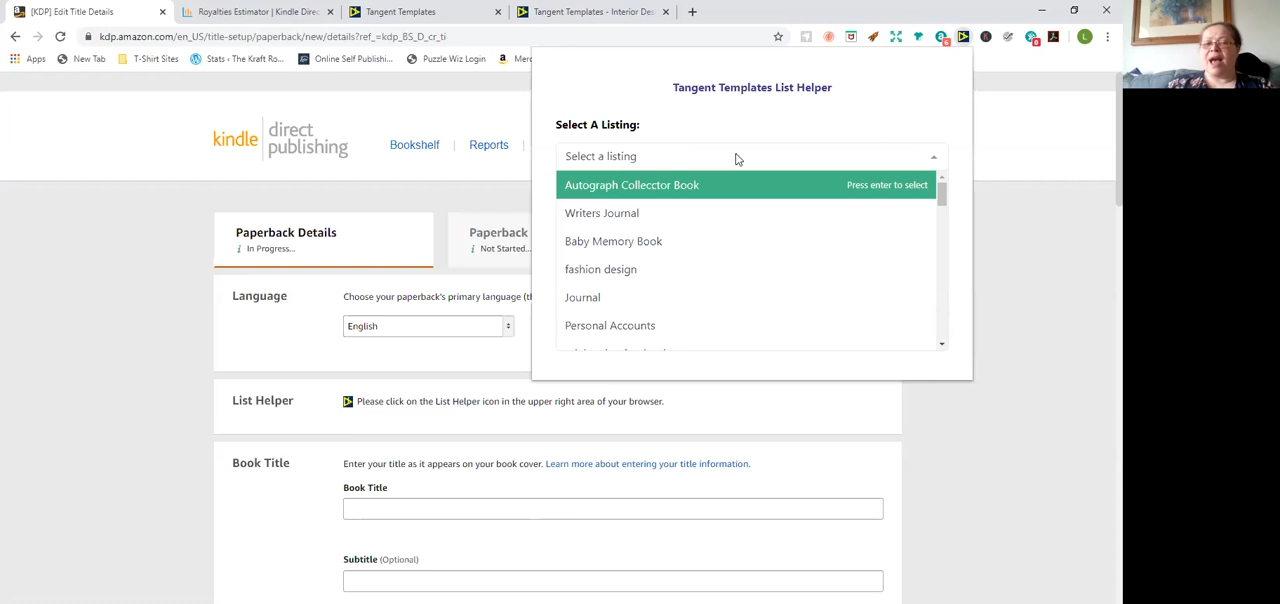 [KDP] Edit Title Details
Royalties Estimator | Kindle Direc
Tangent Templates
Tangent Templates - Interior Des
kdp.amazon.com/en_US/title-setup/paperback/new/details?ref_=kdp_BS_D_cr_ti
Apps
New Tab
T-Shirt Sites
Stats ‹ The Kraft Ro...
Online Self Publishi...
Puzzle Wiz Login
Merc
kindle direct
publishing
Bookshelf
Reports
Tangent Templates List Helper
Select A Listing:
Select a listing
Autograph Collecctor Book
Press enter to select
Writers Journal
Baby Memory Book
fashion design
Journal
Personal Accounts
Paperback Details
In Progress...
Paperback
Not Started...
Language
Choose your paperback's primary language (th
English
List Helper
Please click on the List Helper icon in the upper right area of your browser.
Book Title
Enter your title as it appears on your book cover. Learn more about entering your title information.
Book Title
Subtitle (Optional)